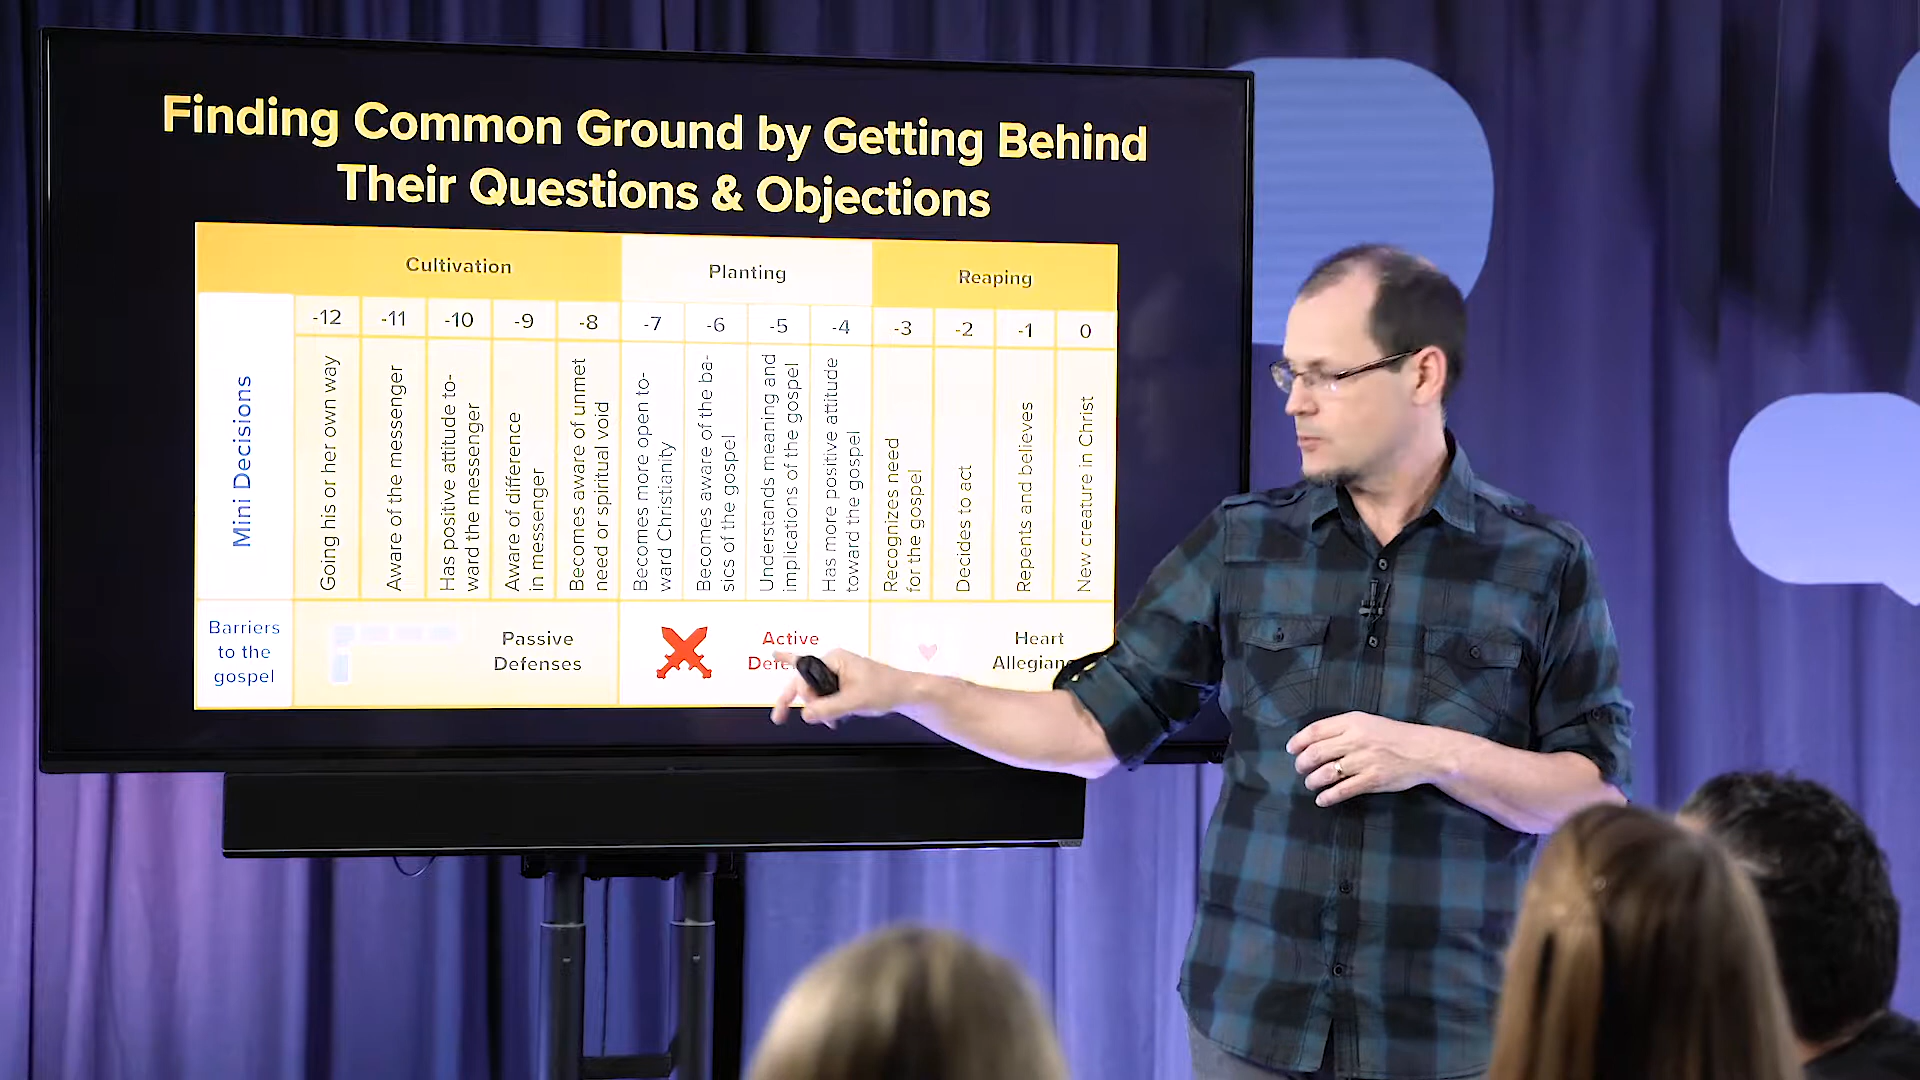 Finding Common Ground by Getting Behind
Their Questions & Objections
Cultivation
Planting
Reaping
-12
-11
-10
-9
-8
-7
-6
-5
-4
-3
-2
-1
0
Mini Decisions
Going his or her own way
Aware of the messenger
Has positive attitude to-
ward the messenger
Aware of difference
in messenger
Becomes aware of unmet
need or spiritual void
Becomes more open to-
ward Christianity
Becomes aware of the ba-
sics of the gospel
Understands meaning and
implications of the gospel
Has more positive attitude
toward the gospel
Recognizes need
for the gospel
Decides to act
Repents and believes
New creature in Christ
Barriers
to the
gospel
Passive
Defenses
Active
Heart